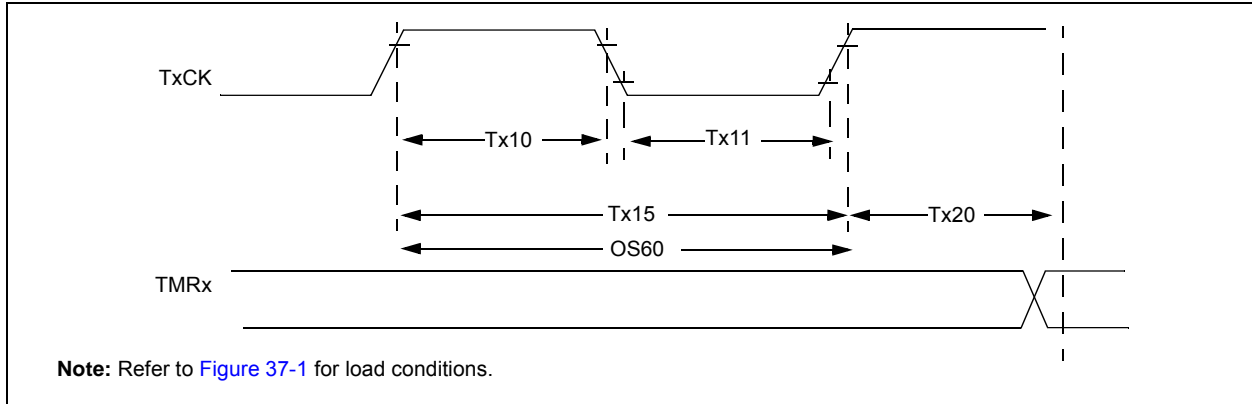 TxCK
Tx10
Tx11
Tx15
Tx20
OS60
TMRx
Note: Refer to Figure 37-1 for load conditions.